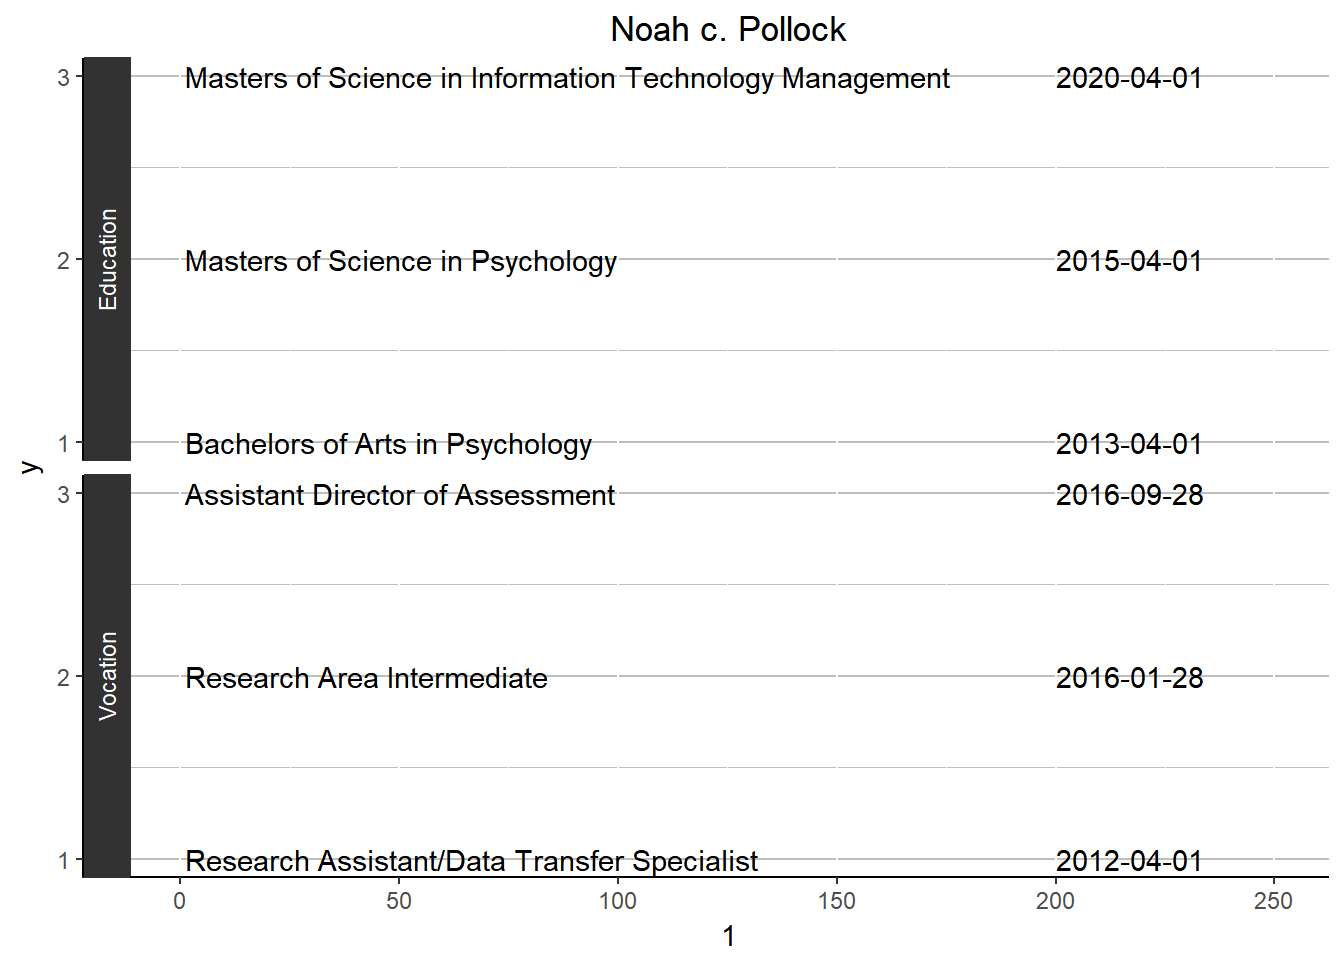 Noah c. Pollock
Education
3 Masters of Science in Information Technology Management 2020-04-01
2 Masters of Science in Psychology 2015-04-01
1 Bachelors of Arts in Psychology 2013-04-01
y
Vocation
3 Assistant Director of Assessment 2016-09-28
2 Research Area Intermediate 2016-01-28
1 Research Assistant/Data Transfer Specialist 2012-04-01
0 50 100 150 200 250
1